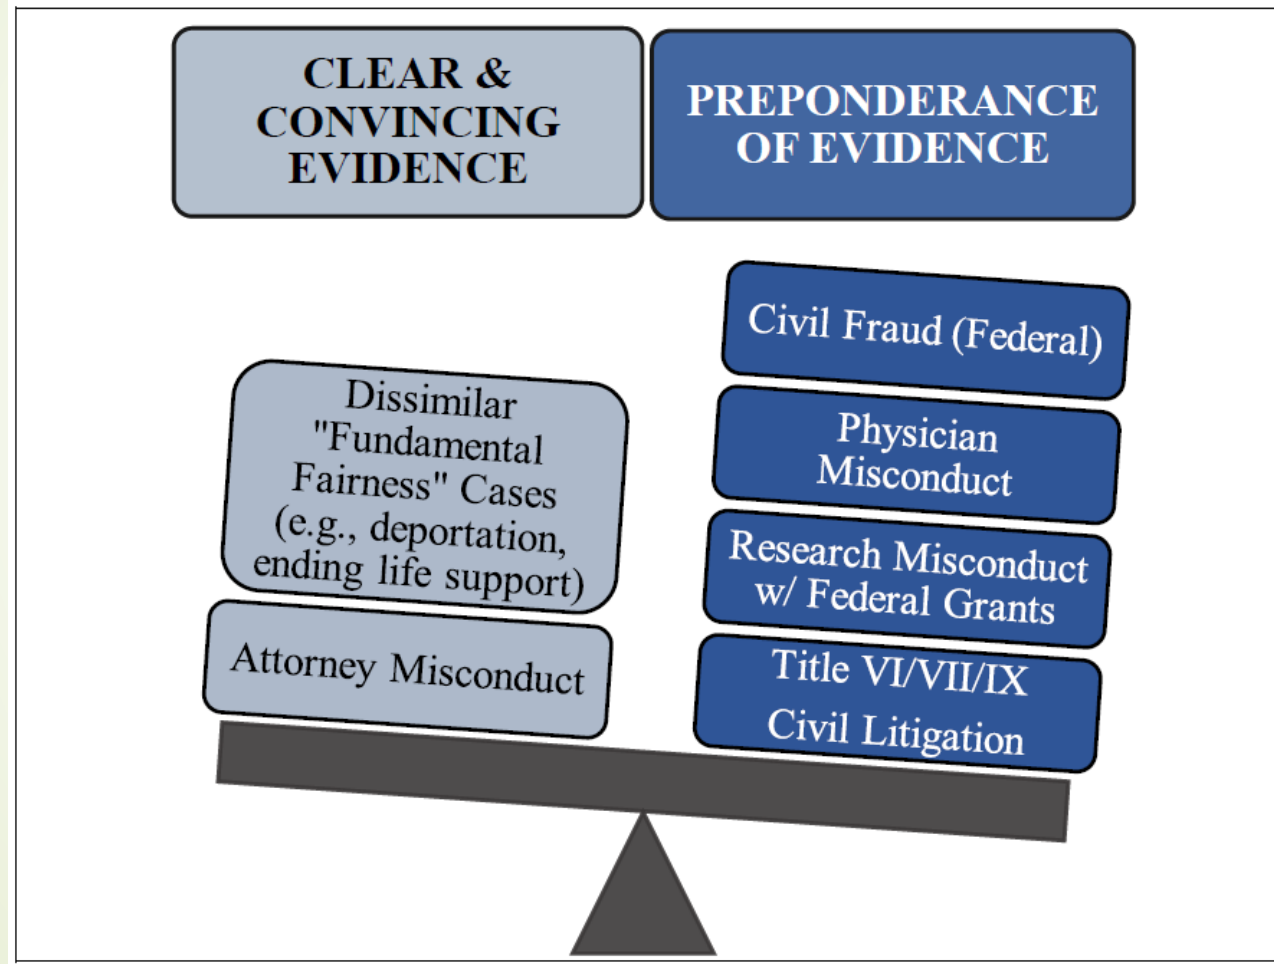 CLEAR &
CONVINCING
EVIDENCE
PREPONDERANCE
OF EVIDENCE
Dissimilar
"Fundamental
Fairness" Cases
(e.g., deportation,
ending life support)
Attorney Misconduct
Civil Fraud (Federal)
Physician
Misconduct
Research Misconduct
w/ Federal Grants
Title VI/VII/IX
Civil Litigation